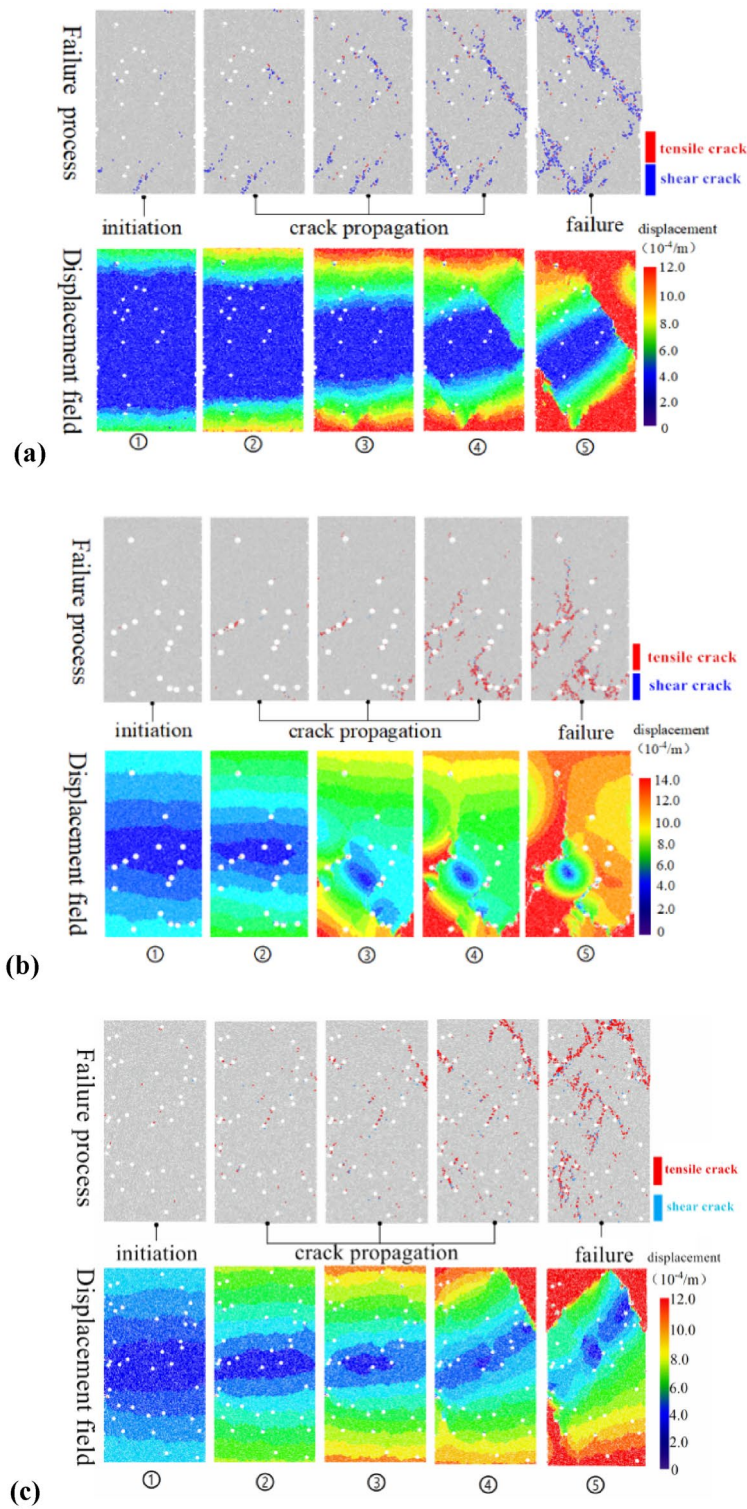 Failure process
tensile crack
shear crack
initiation
crack propagation
failure
Displacement field
displacement
（10⁻⁴/m）
12.0
10.0
8.0
6.0
4.0
2.0
0
① ② ③ ④ ⑤
(a)
Failure process
tensile crack
shear crack
initiation
crack propagation
failure
Displacement field
displacement
（10⁻⁴/m）
14.0
12.0
10.0
8.0
6.0
4.0
2.0
0
① ② ③ ④ ⑤
(b)
Failure process
tensile crack
shear crack
initiation
crack propagation
failure
Displacement field
displacement
（10⁻⁴/m）
12.0
10.0
8.0
6.0
4.0
2.0
0
① ② ③ ④ ⑤
(c)